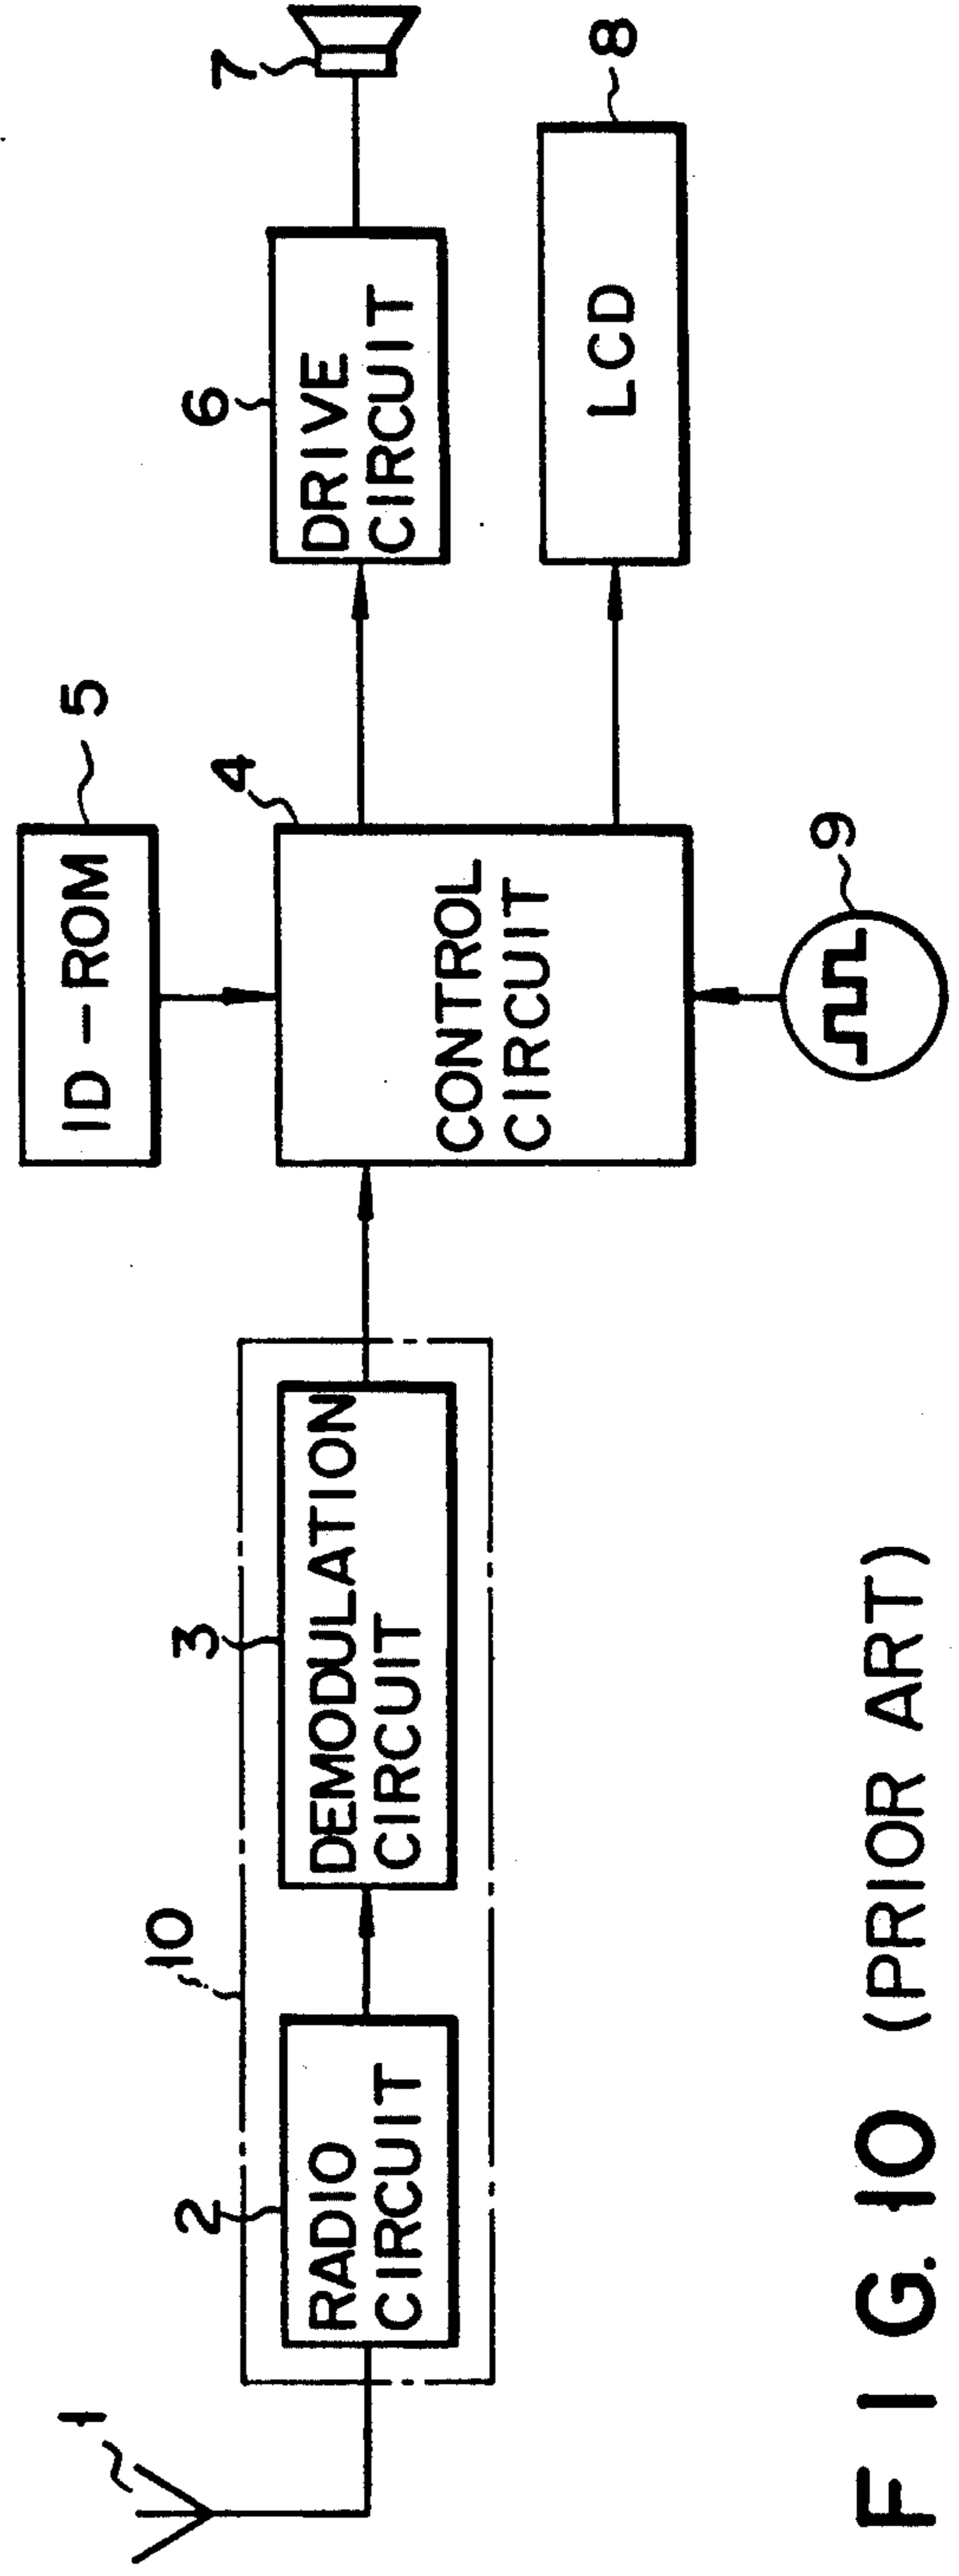 1
10
2
RADIO
CIRCUIT
3
DEMODULATION
CIRCUIT
5
ID-ROM
4
CONTROL
CIRCUIT
9
6
DRIVE
CIRCUIT
7
8
LCD
FIG. 10 (PRIOR ART)